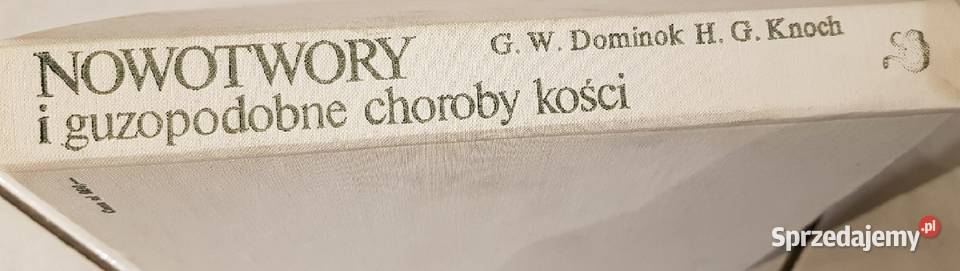 NOWOTWORY
i guzopodobne choroby kości
G. W. Dominok H. G. Knoch
Sprzedajemy.pl